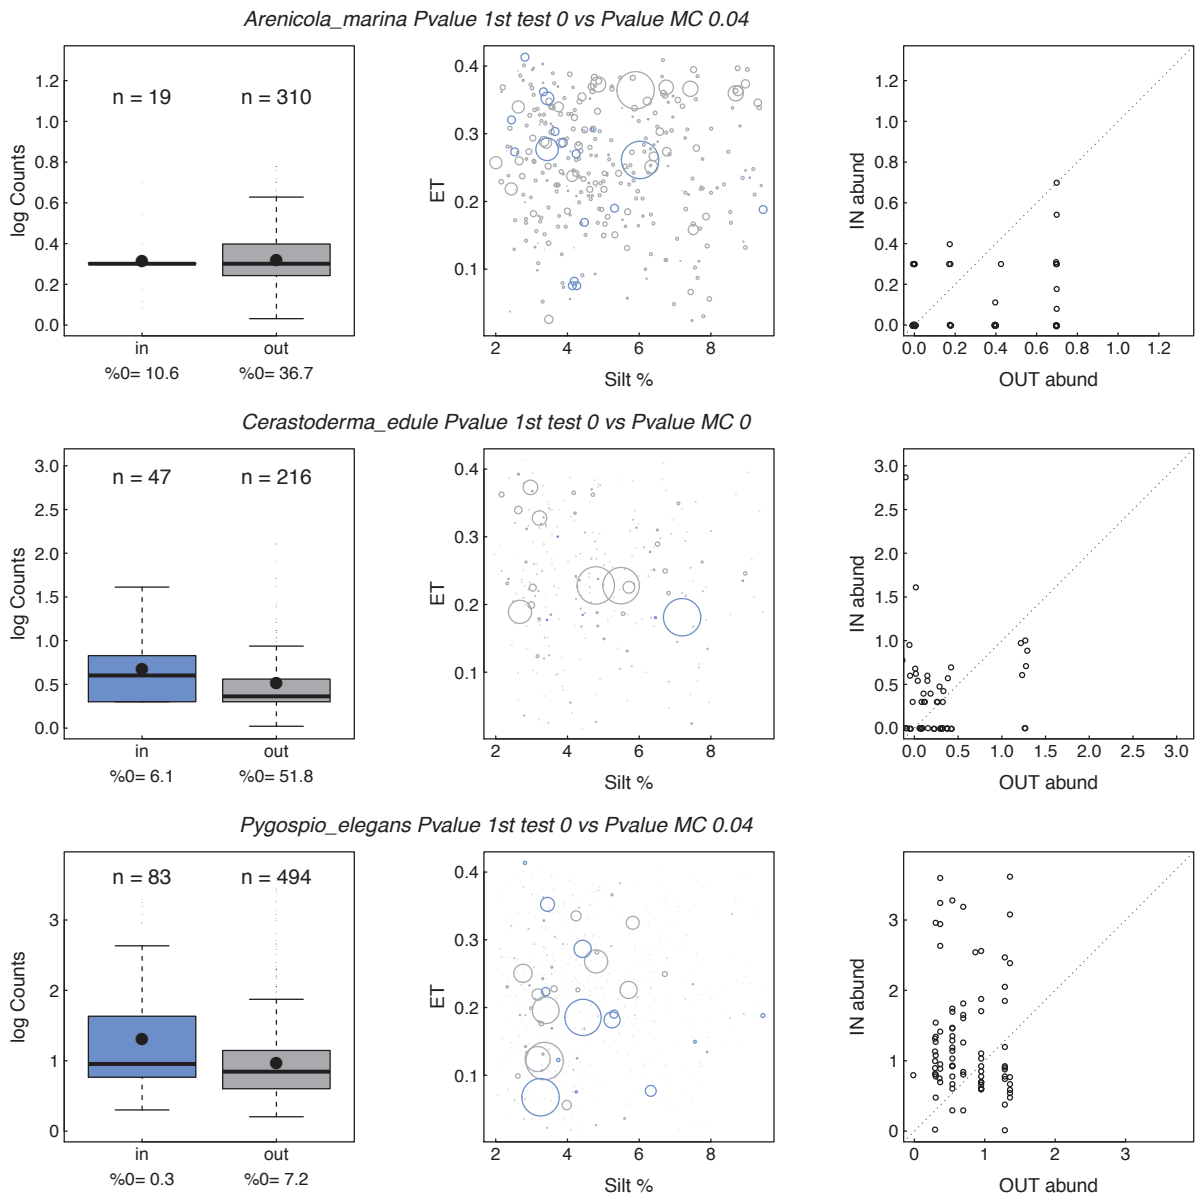 Arenicola_marina Pvalue 1st test 0 vs Pvalue MC 0.04
log Counts
1.2
1.0
0.8
0.6
0.4
0.2
0.0
n = 19 n = 310
in out
%0= 10.6 %0= 36.7
ET
0.4
0.3
0.2
0.1
2 4 6 8
Silt %
IN abund
1.2
1.0
0.8
0.6
0.4
0.2
0.0
0.0 0.2 0.4 0.6 0.8 1.0 1.2
OUT abund
Cerastoderma_edule Pvalue 1st test 0 vs Pvalue MC 0
log Counts
3.0
2.5
2.0
1.5
1.0
0.5
0.0
n = 47 n = 216
in out
%0= 6.1 %0= 51.8
ET
0.4
0.3
0.2
0.1
2 4 6 8
Silt %
IN abund
3.0
2.5
2.0
1.5
1.0
0.5
0.0
0.0 0.5 1.0 1.5 2.0 2.5 3.0
OUT abund
Pygospio_elegans Pvalue 1st test 0 vs Pvalue MC 0.04
log Counts
3
2
1
0
n = 83 n = 494
in out
%0= 0.3 %0= 7.2
ET
0.4
0.3
0.2
0.1
2 4 6 8
Silt %
IN abund
3
2
1
0
0 1 2 3
OUT abund